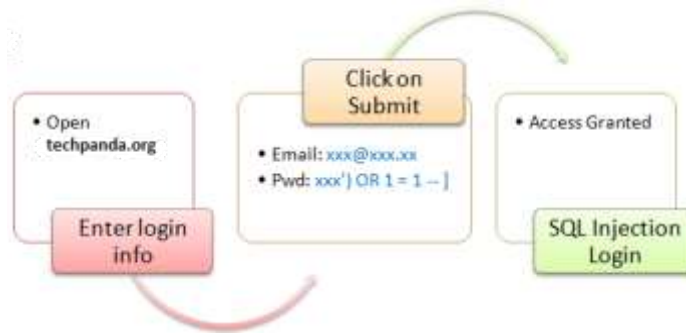 • Open
techpanda.org
Enter login
info
Click on
Submit
• Email: xxx@xxx.xx
• Pwd: xxx') OR 1 = 1 -- ]
• Access Granted
SQL Injection
Login